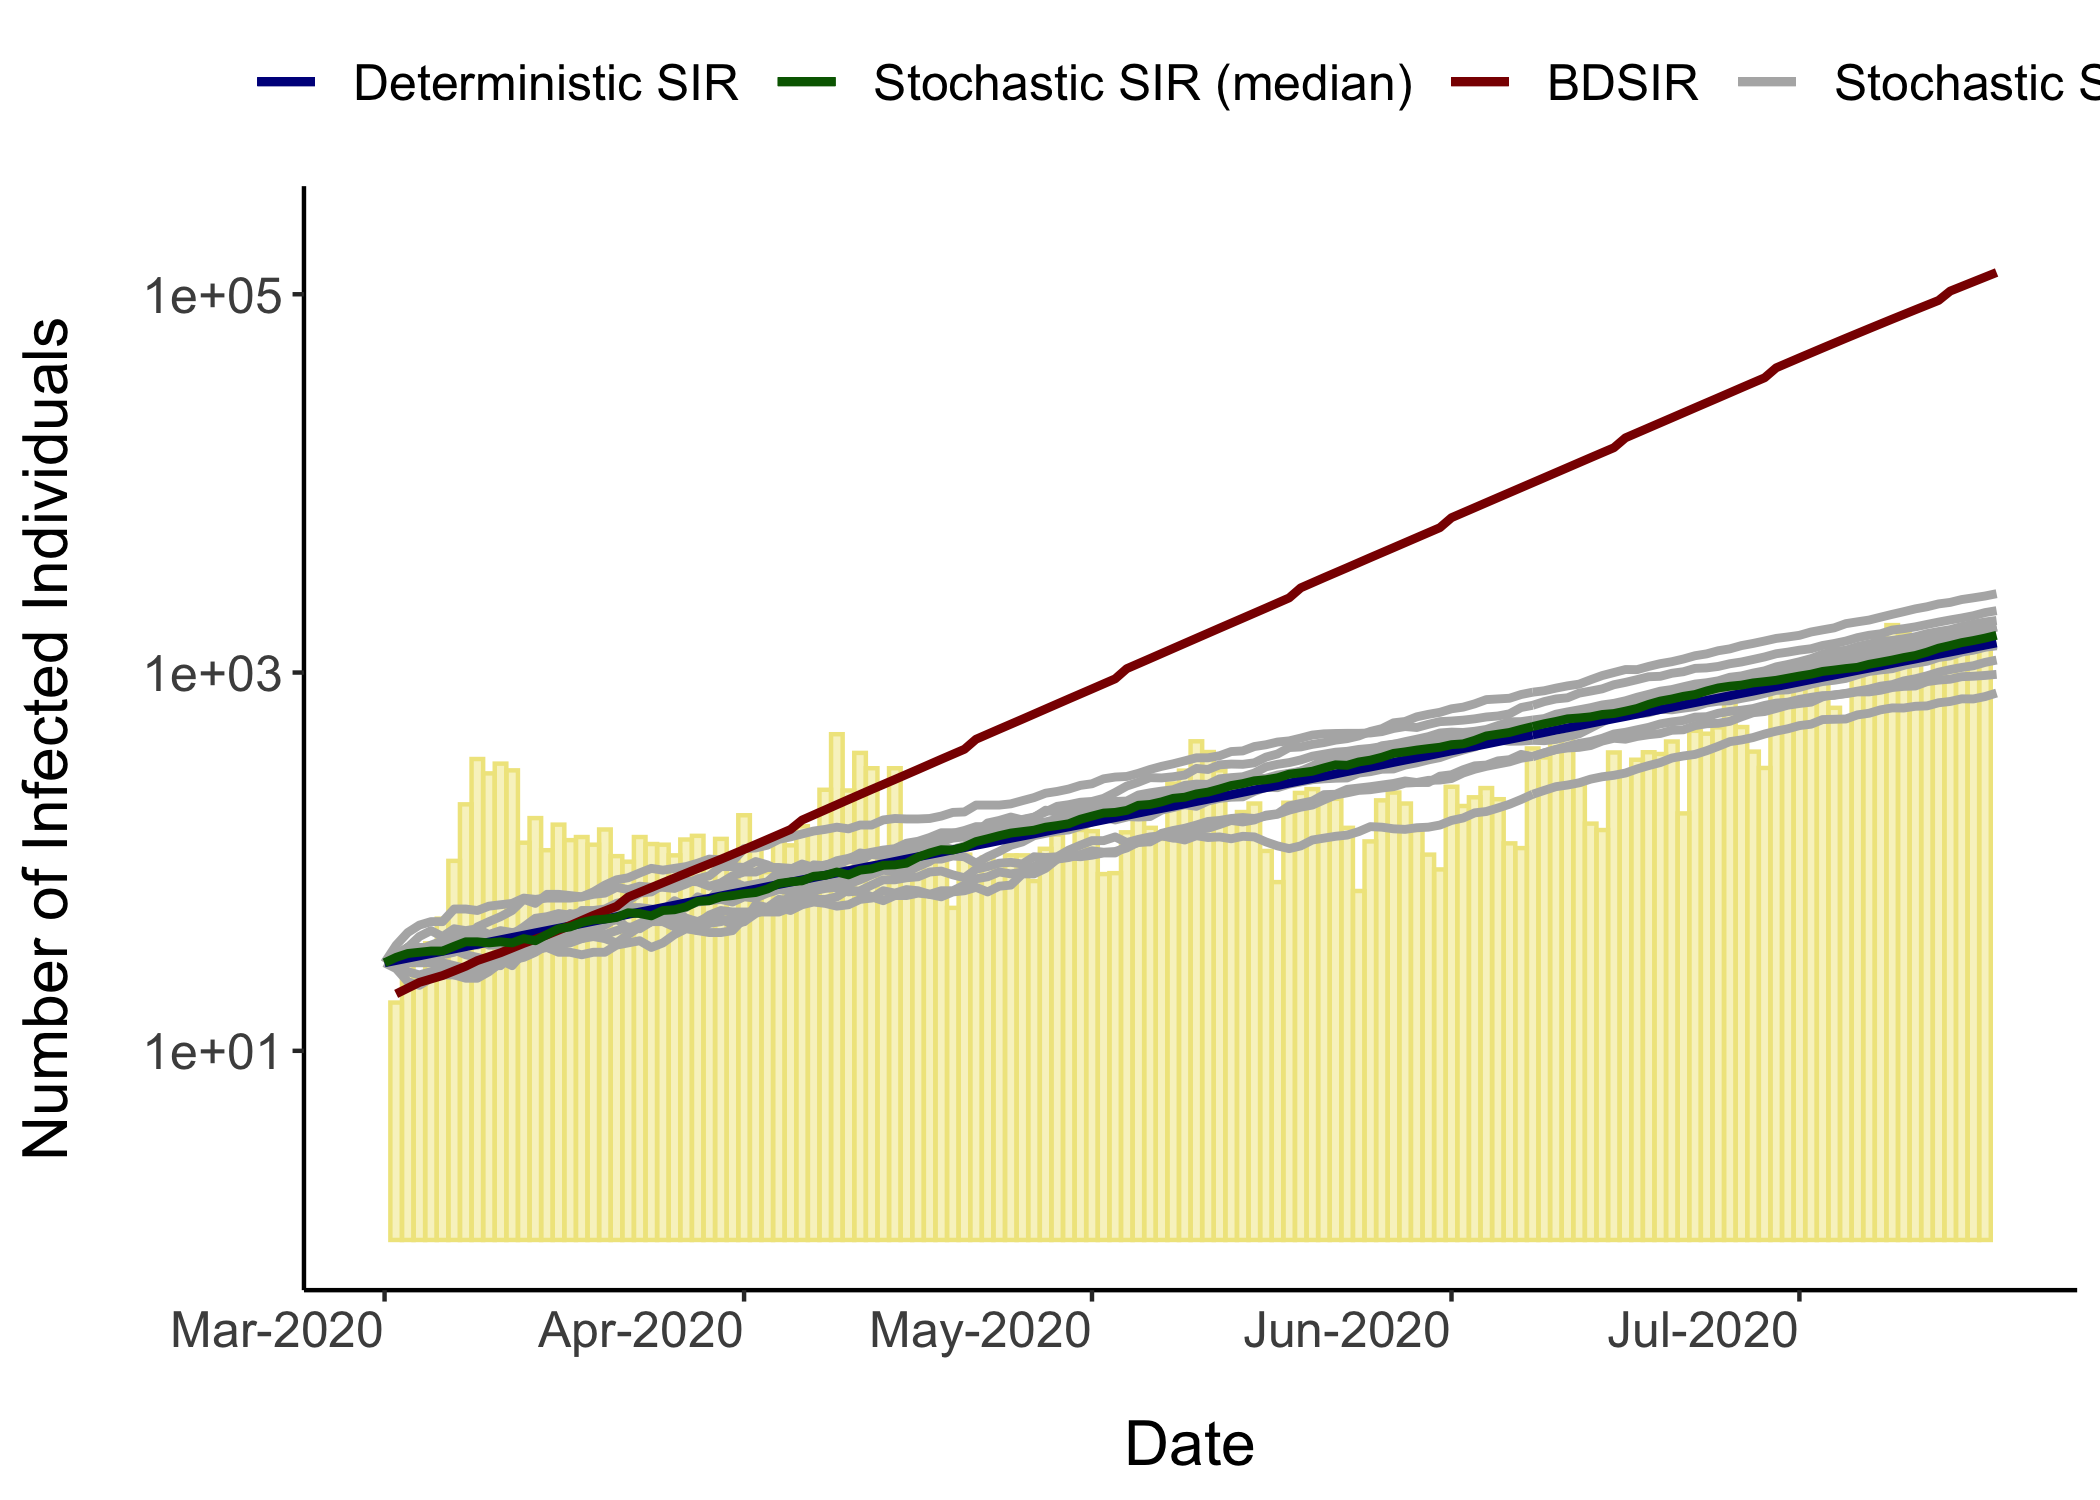 Deterministic SIR Stochastic SIR (median) BDSIR Stochastic S
Number of Infected Individuals
1e+05
1e+03
1e+01
Mar-2020 Apr-2020 May-2020 Jun-2020 Jul-2020
Date